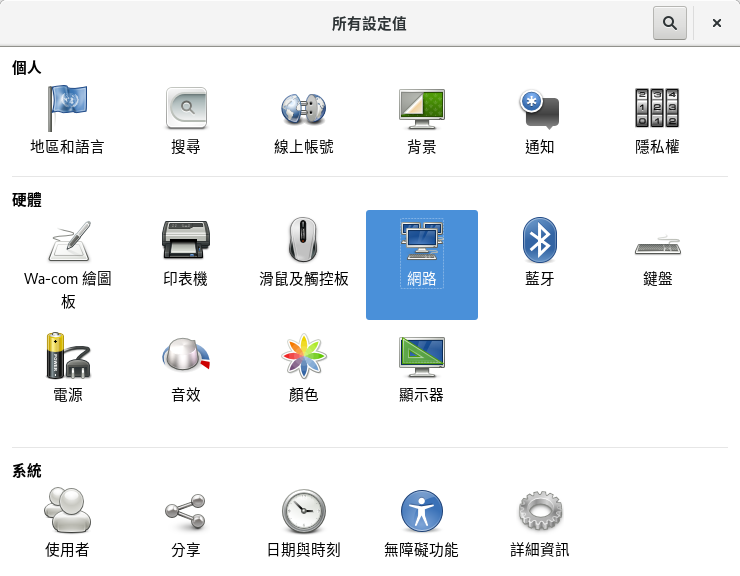 所有設定值
個人
地區和語言
搜尋
線上帳號
背景
通知
隱私權
硬體
Wa-com 繪圖
板
印表機
滑鼠及觸控板
網路
藍牙
鍵盤
電源
音效
顏色
顯示器
系統
使用者
分享
日期與時刻
無障礙功能
詳細資訊